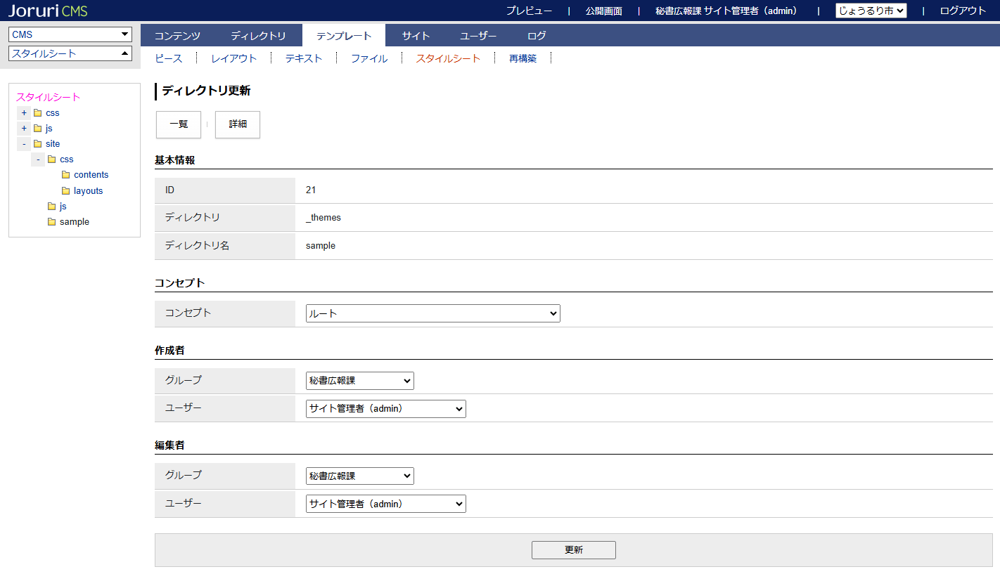 Joruri CMS プレビュー | 公開画面 | 秘書広報課 サイト管理者（admin） | じょうるり市 | ログアウト
CMS
スタイルシート
コンテンツ ディレクトリ テンプレート サイト ユーザー ログ
ピース レイアウト テキスト ファイル スタイルシート 再構築
スタイルシート
+ css
+ js
- site
- css
contents
layouts
js
sample
ディレクトリ更新
一覧 詳細
基本情報
ID 21
ディレクトリ _themes
ディレクトリ名 sample
コンセプト
コンセプト ルート
作成者
グループ 秘書広報課
ユーザー サイト管理者（admin）
編集者
グループ 秘書広報課
ユーザー サイト管理者（admin）
更新